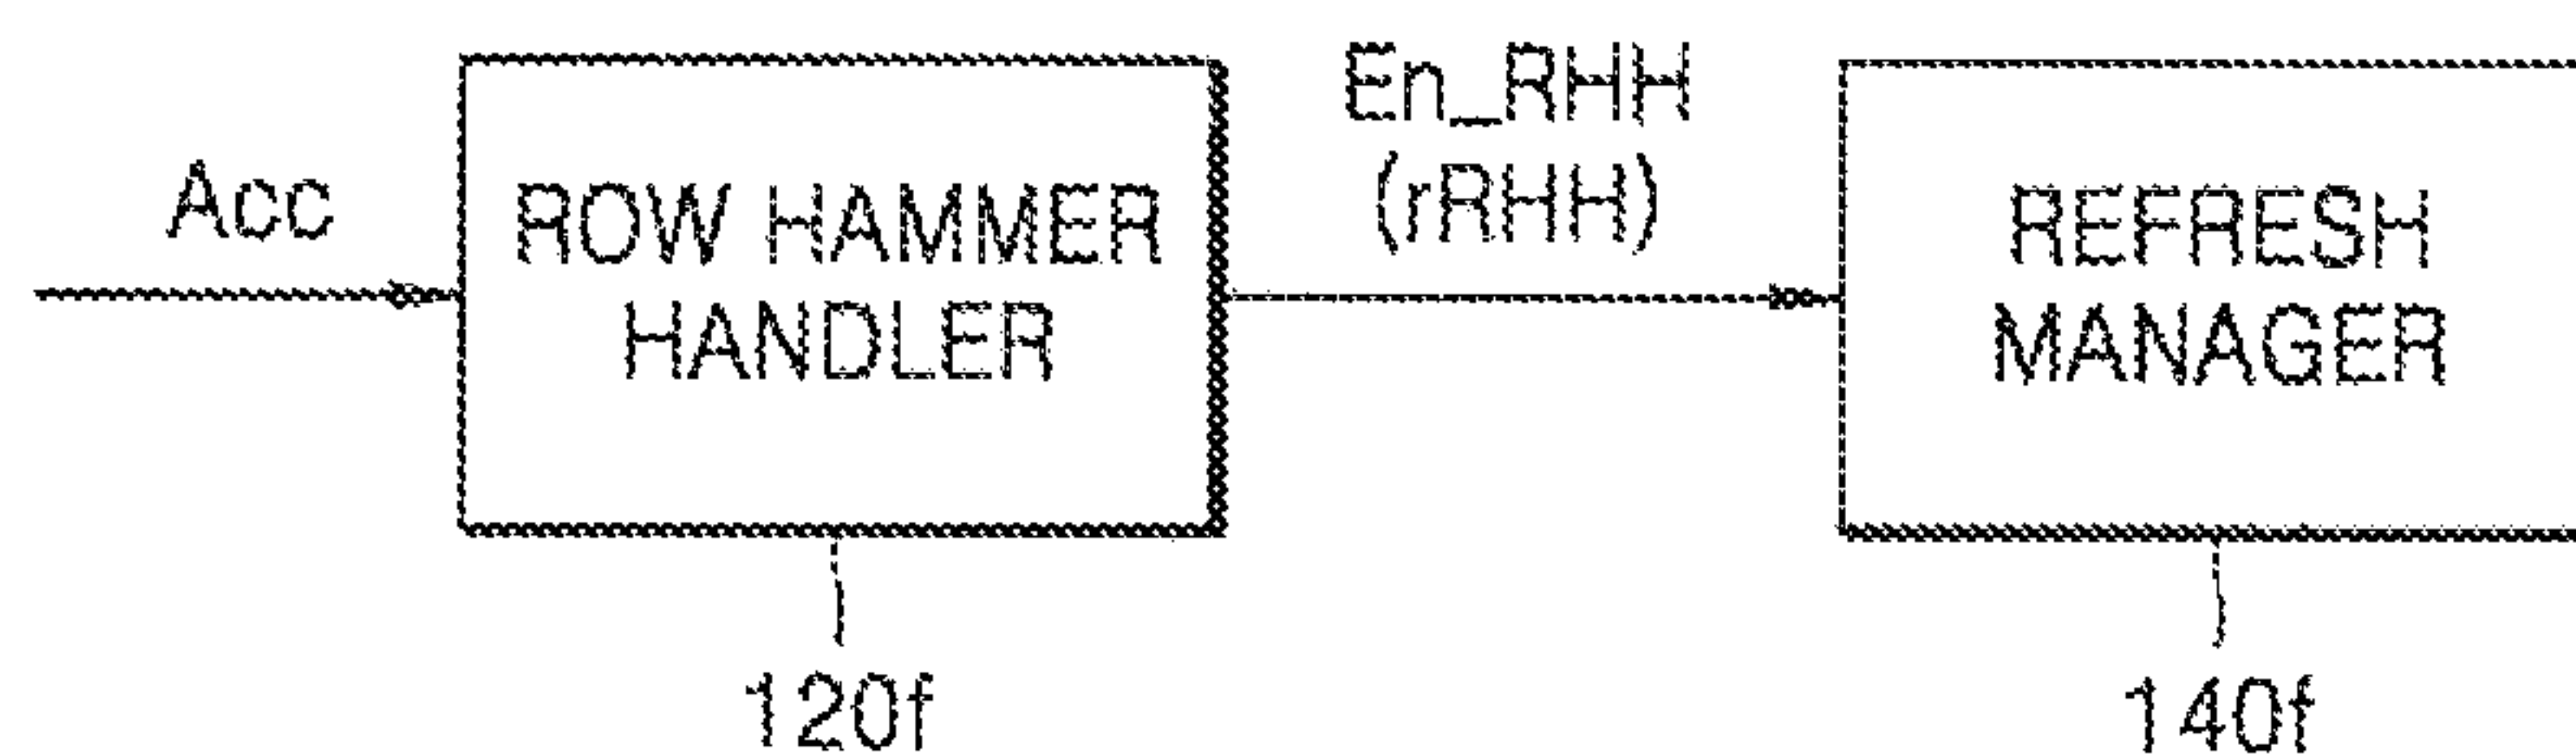 Acc
ROW HAMMER
HANDLER
En_RHH
(rRHH)
REFRESH
MANAGER
120f
140f